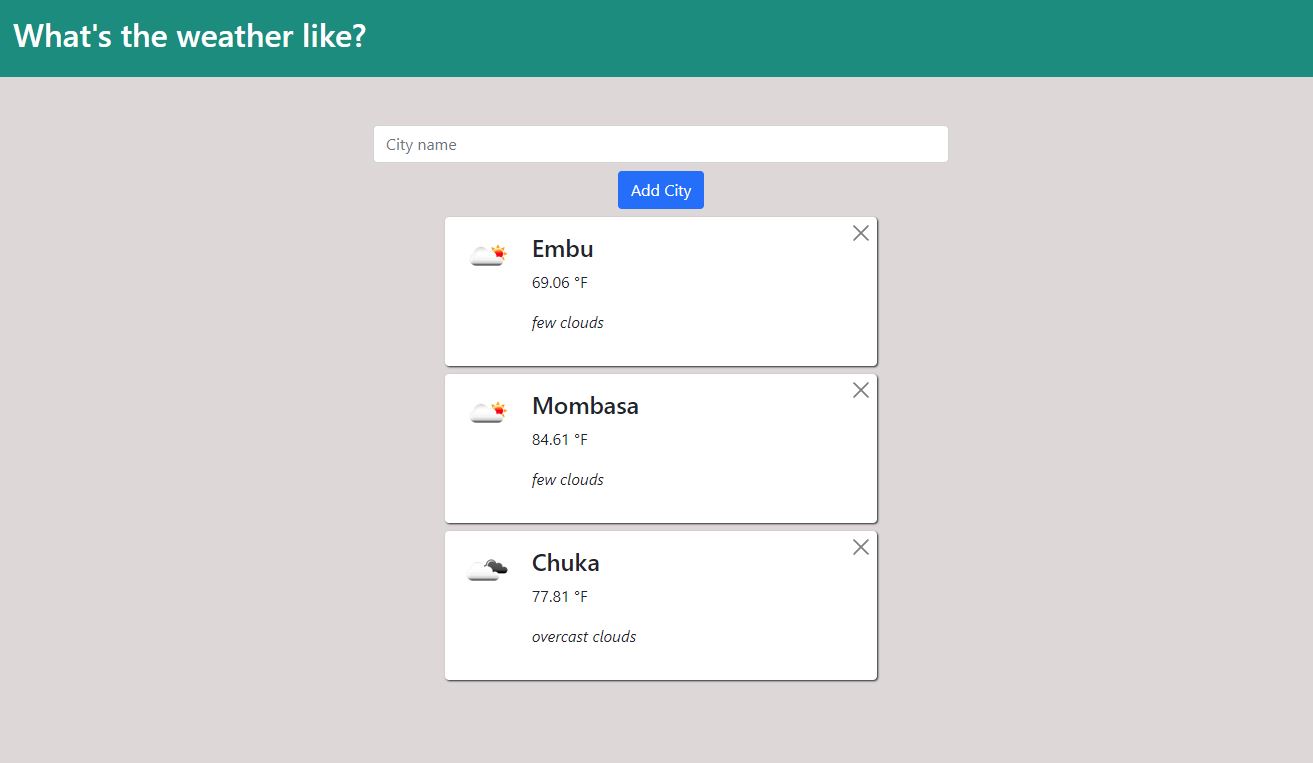 What's the weather like?
City name
Add City
Embu
69.06 °F
few clouds
Mombasa
84.61 °F
few clouds
Chuka
77.81 °F
overcast clouds